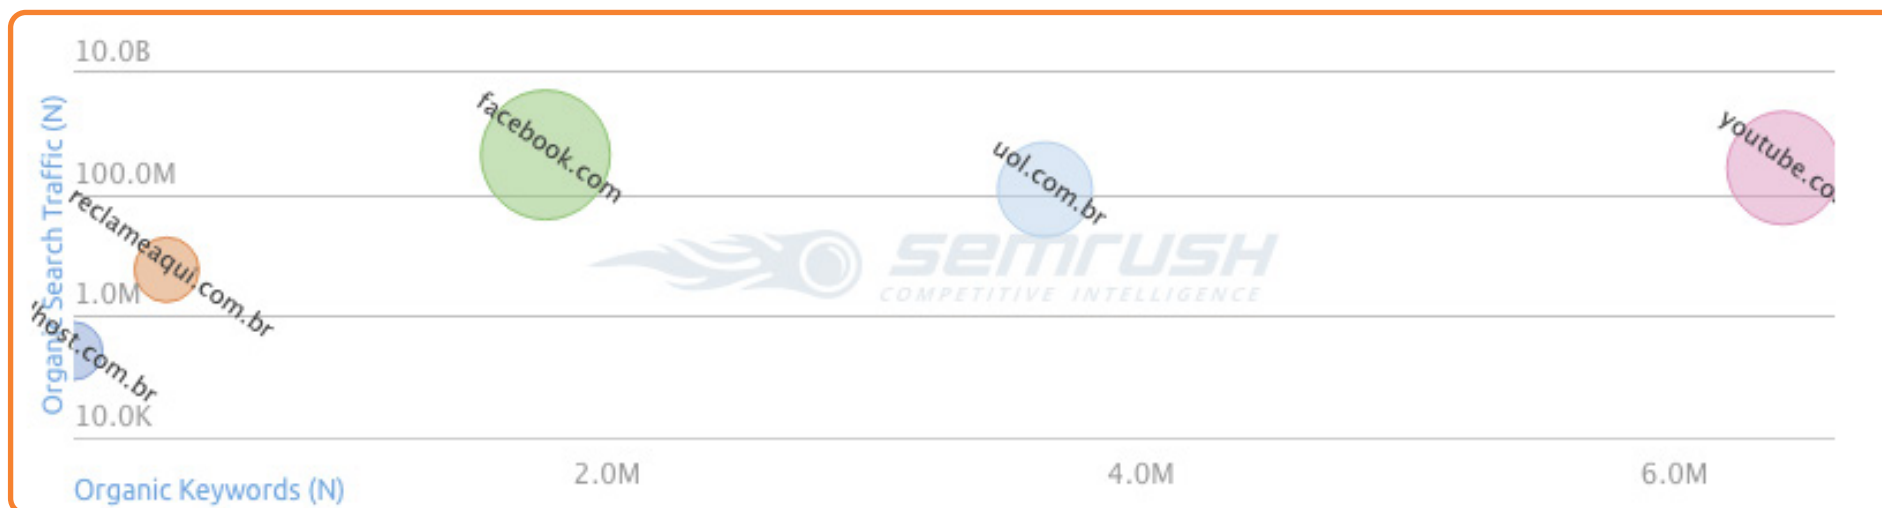 10.0B
facebook.com
youtube.co
uol.com.br
100.0M
reclameaqui.com.br
Organic Search Traffic (N)
semrush
COMPETITIVE INTELLIGENCE
1.0M
host.com.br
10.0K
2.0M
4.0M
6.0M
Organic Keywords (N)